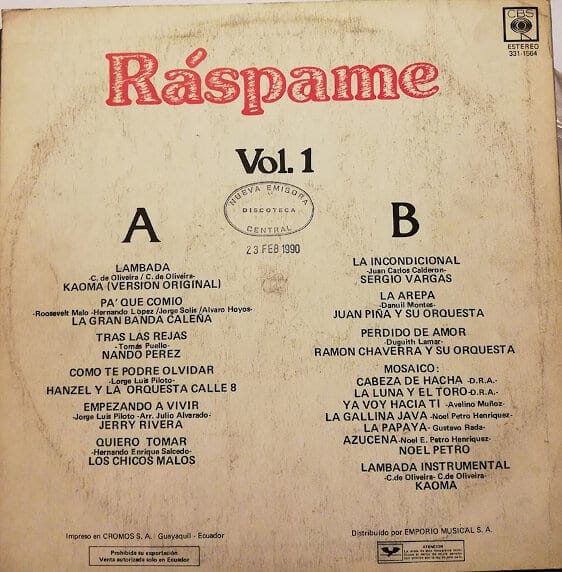 CBS
ESTEREO
331-1564
Ráspame
Vol. 1
NUEVA EMISORA
DISCOTECA
CENTRAL
23 FEB 1990
A
LAMBADA
-C. de Oliveira / C. de Oliveira-
KAOMA (VERSION ORIGINAL)
PA' QUE COMIO
-Roosevelt Malo -Hernando López /Jorge Solís /Alvaro Hoyos-
LA GRAN BANDA CALEÑA
TRAS LAS REJAS
-Tomás Puello-
NANDO PEREZ
COMO TE PODRE OLVIDAR
-Lorge Luis Piloto-
HANZEL Y LA ORQUESTA CALLE 8
EMPEZANDO A VIVIR
-Jorge Luis Piloto -Arr. Julio Alvarado-
JERRY RIVERA
QUIERO TOMAR
-Hernando Enrique Salcedo-
LOS CHICOS MALOS
B
LA INCONDICIONAL
-Juan Carlos Calderon-
SERGIO VARGAS
LA AREPA
-Danuil Montes-
JUAN PIÑA Y SU ORQUESTA
PERDIDO DE AMOR
-Duguith Lamar-
RAMON CHAVERRA Y SU ORQUESTA
MOSAICO:
CABEZA DE HACHA -D.R.A.-
LA LUNA Y EL TORO -D.R.A.-
YA VOY HACIA TI -Avelino Muñoz-
LA GALLINA JAVA -Noel Petro Henriquez-
LA PAPAYA- Gustavo Rada-
AZUCENA -Noel E. Petro Henriquez-
NOEL PETRO
LAMBADA INSTRUMENTAL
-C.de Oliveira- C.de Oliveira-
KAOMA
Impreso en CROMOS S. A. / Guayaquil - Ecuador
Prohibida su exportación.
Venta autorizada solo en Ecuador
Distribuído por EMPORIO MUSICAL S. A.
ATENCION